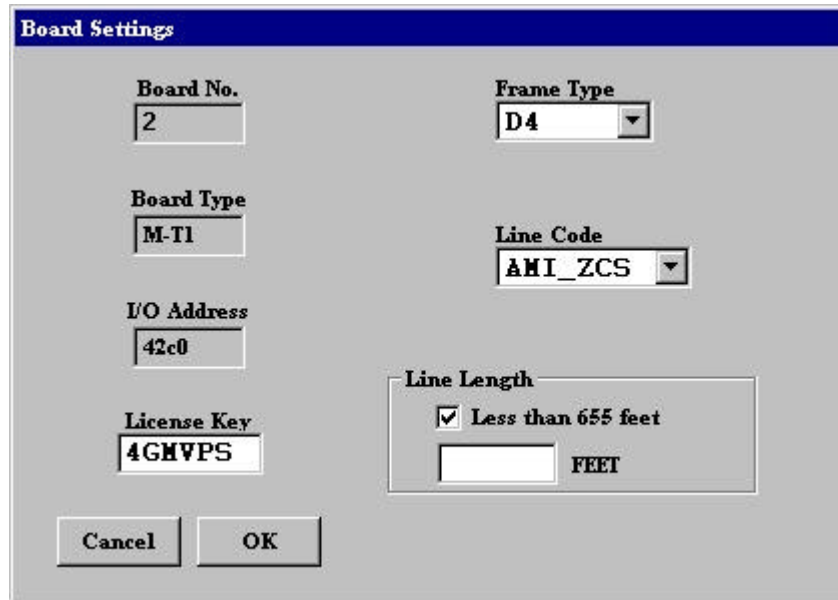 Board Settings
Board No.
2
Frame Type
D4
Board Type
M-T1
Line Code
AMI_ZCS
I/O Address
42c0
Line Length
Less than 655 feet
FEET
License Key
4GMVPS
Cancel
OK